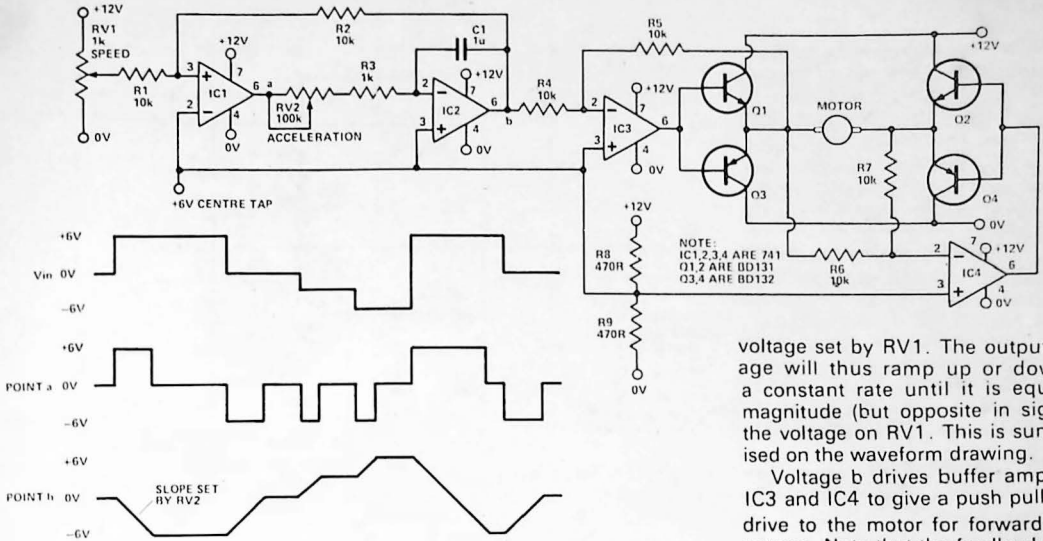 +12V
RV1
1k
SPEED
0V
R1
10k
R2
10k
+12V
3
2
+
−
7
6
4
IC1
0V
a
RV2
100k
ACCELERATION
R3
1k
C1
1u
2
3
−
+
+12V
7
6
4
IC2
0V
b
R4
10k
R5
10k
2
3
−
+
7
+12V
6
4
IC3
0V
Q1
Q3
MOTOR
Q2
Q4
+12V
0V
R7
10k
R6
10k
2
3
−
+
7
+12V
6
4
IC4
0V
+6V CENTRE TAP
+12V
R8
470R
R9
470R
0V
NOTE:
IC1,2,3,4 ARE 741
Q1,2 ARE BD131
Q3,4 ARE BD132
+6V
Vin 0V
−6V
+6V
POINT a 0V
−6V
+6V
POINT b 0V
−6V
SLOPE SET
BY RV2
voltage set by RV1. The output
age will thus ramp up or dow
a constant rate until it is equ
magnitude (but opposite in sig
the voltage on RV1. This is sum
ised on the waveform drawing.
Voltage b drives buffer amp
IC3 and IC4 to give a push pull
drive to the motor for forward